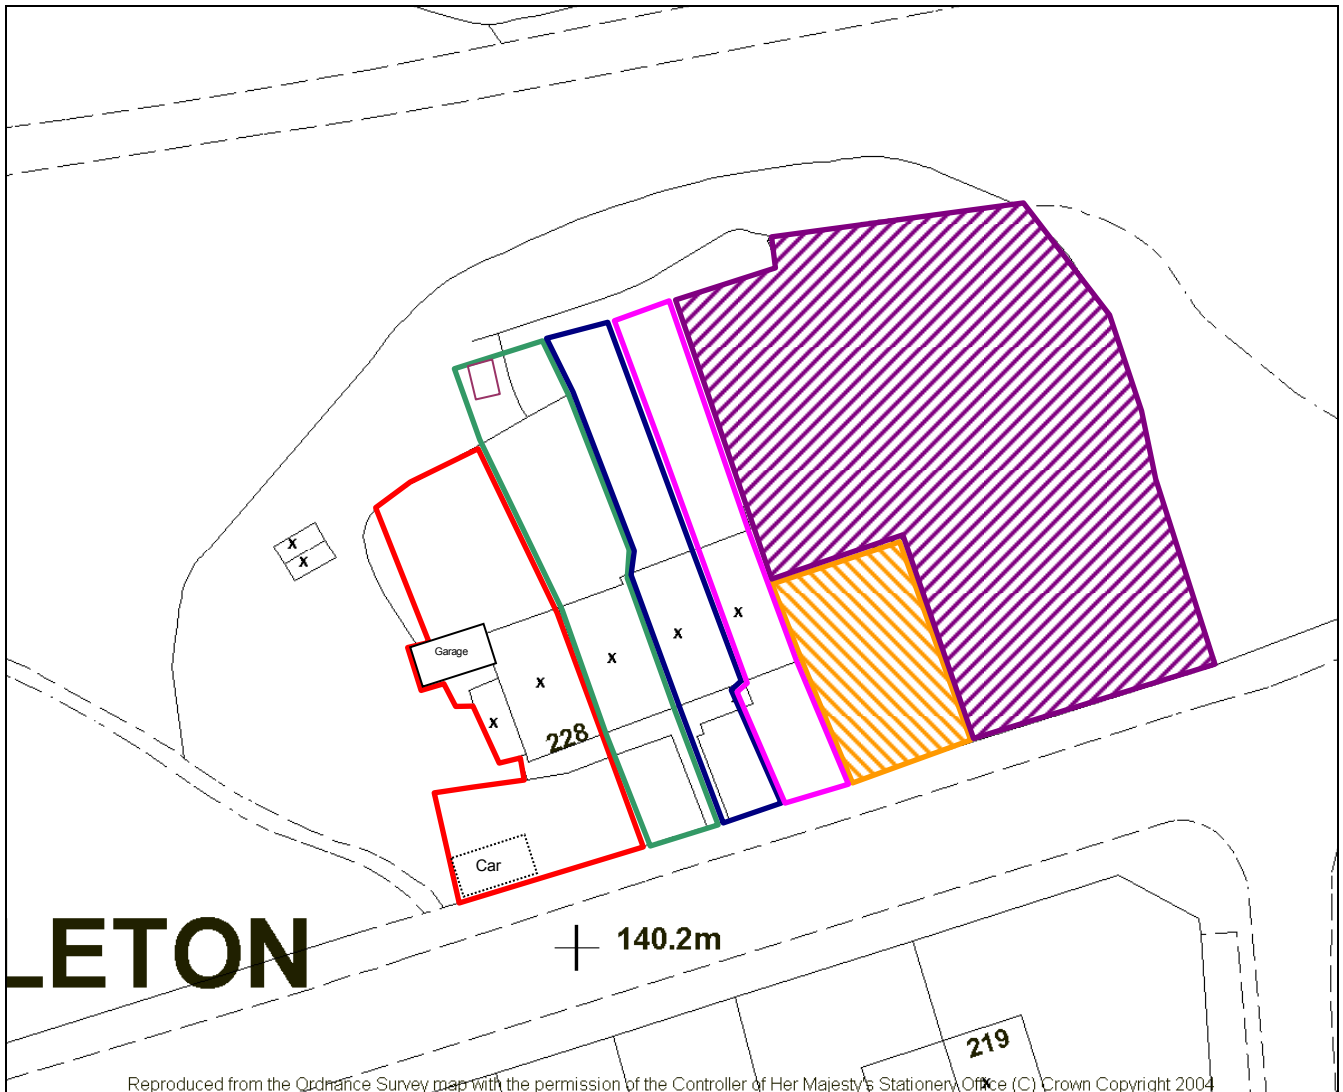 x
x
x
Garage
x
x
x
x
228
Car
LETON
140.2m
219
x
Reproduced from the Ordnance Survey map with the permission of the Controller of Her Majesty's Stationery Office (C) Crown Copyright 2004